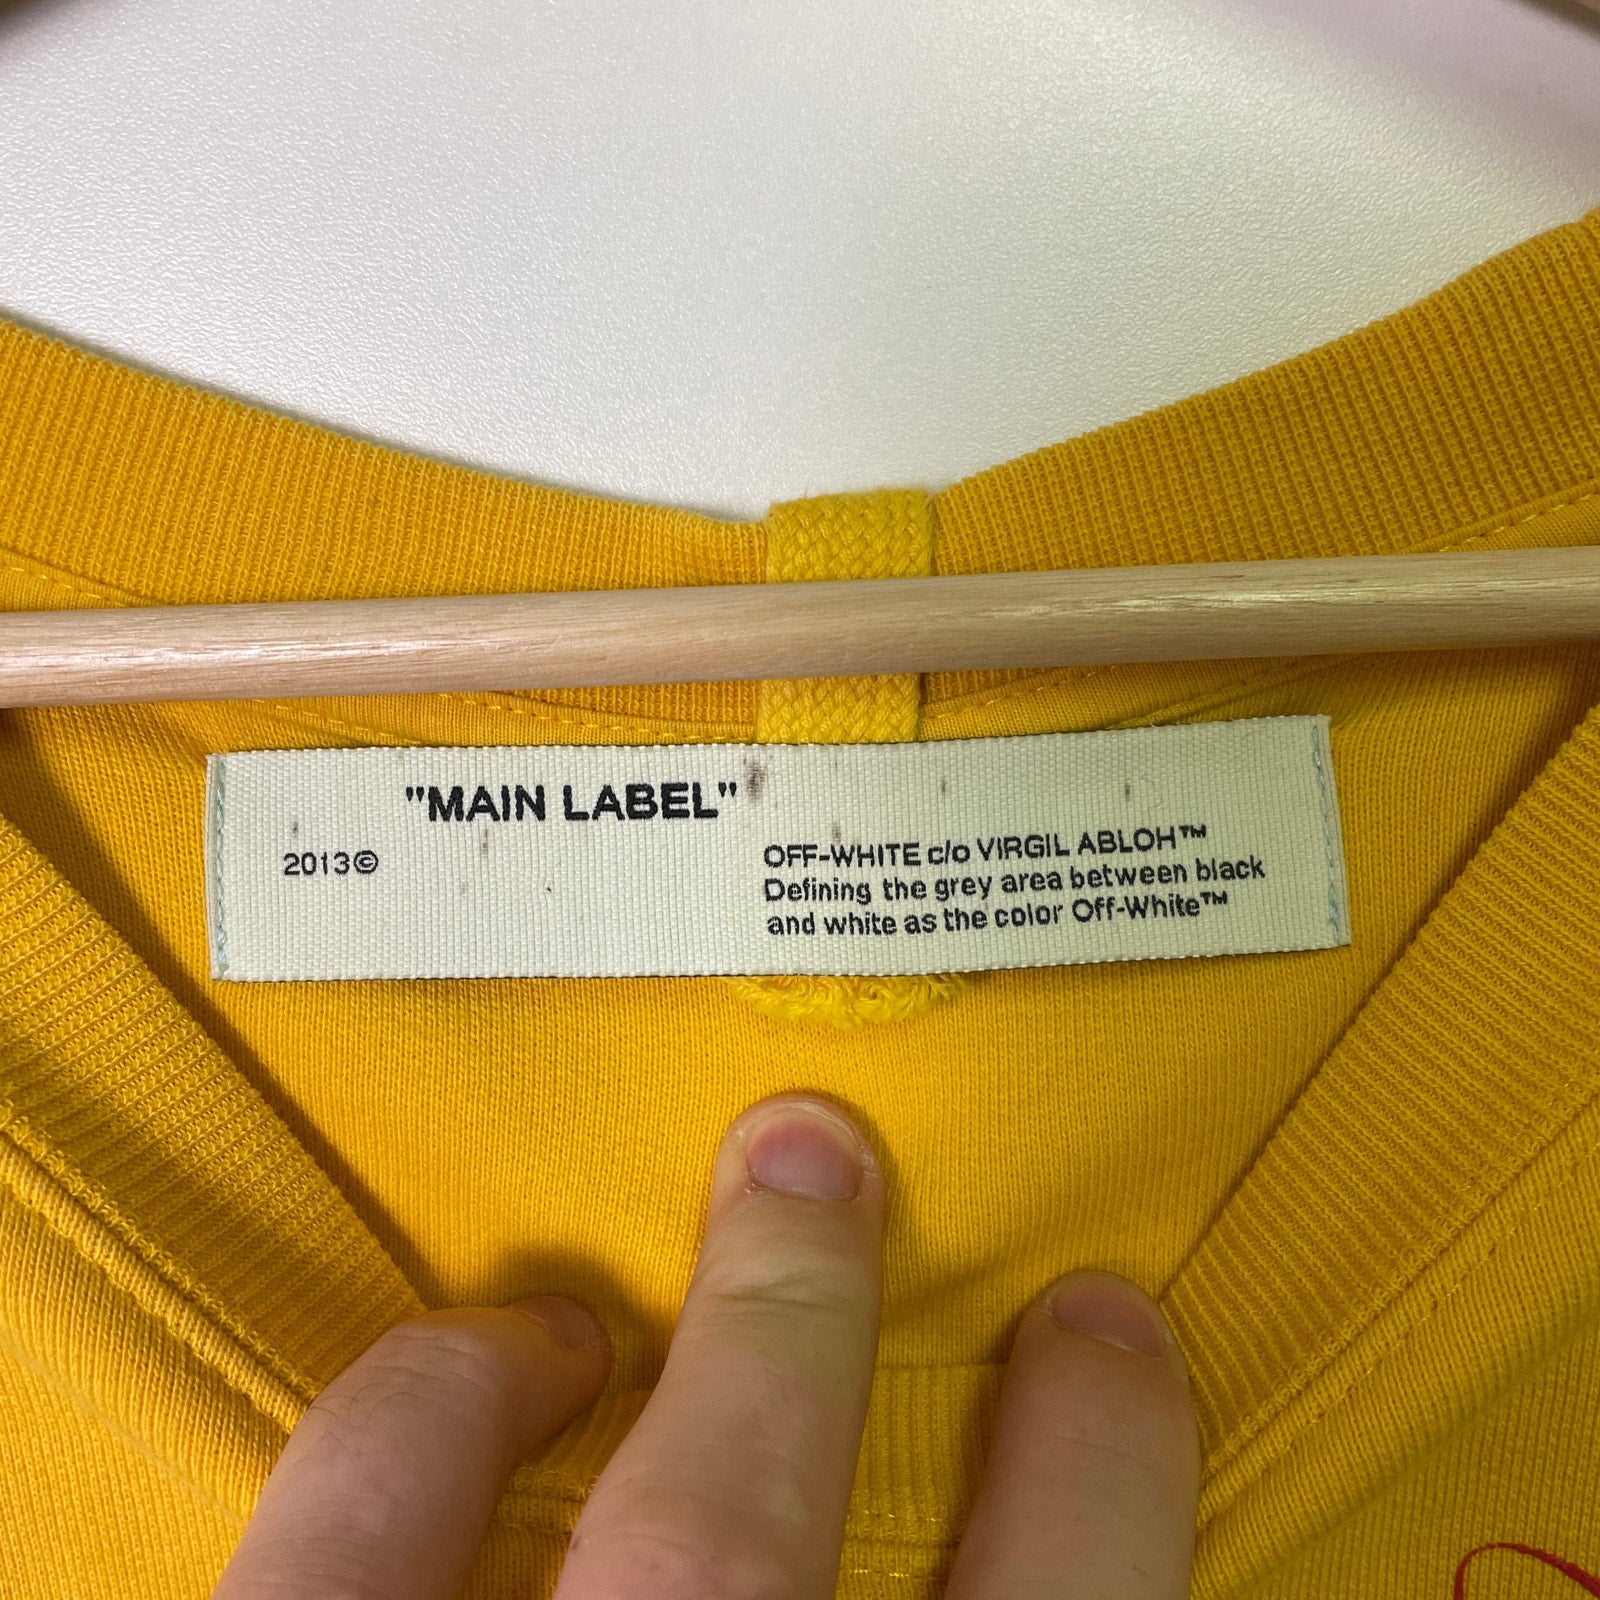 "MAIN LABEL"
2013©
OFF-WHITE c/o VIRGIL ABLOH™
Defining the grey area between black
and white as the color Off-White™